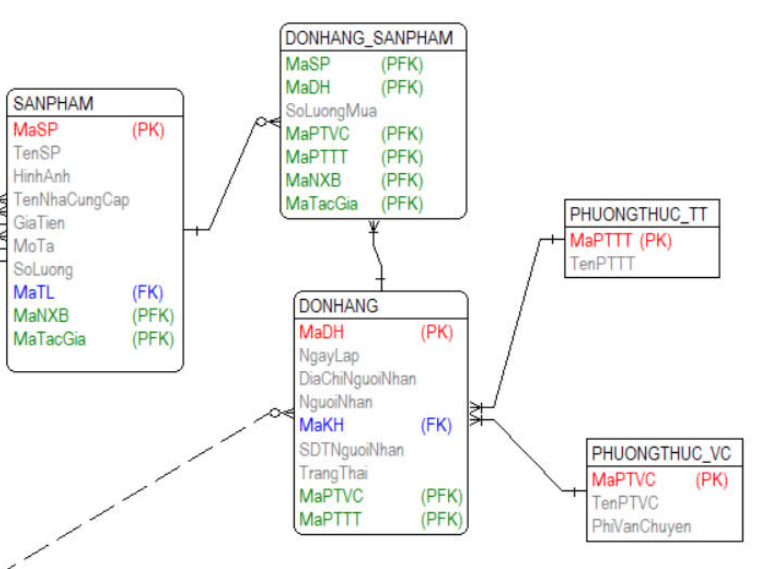 DONHANG_SANPHAM
MaSP (PFK)
MaDH (PFK)
SoLuongMua
MaPTVC (PFK)
MaPTTT (PFK)
MaNXB (PFK)
MaTacGia (PFK)
SANPHAM
MaSP (PK)
TenSP
HinhAnh
TenNhaCungCap
GiaTien
MoTa
SoLuong
MaTL (FK)
MaNXB (PFK)
MaTacGia (PFK)
PHUONGTHUC_TT
MaPTTT (PK)
TenPTTT
DONHANG
MaDH (PK)
NgayLap
DiaChiNguoiNhan
NguoiNhan
MaKH (FK)
SDTNguoiNhan
TrangThai
MaPTVC (PFK)
MaPTTT (PFK)
PHUONGTHUC_VC
MaPTVC (PK)
TenPTVC
PhiVanChuyen